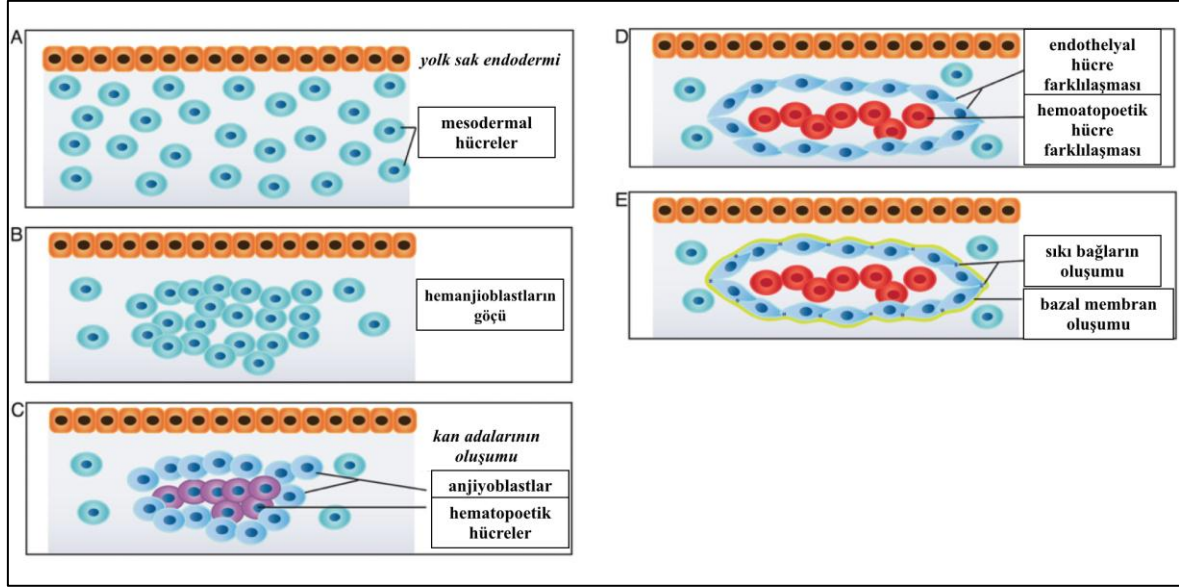 A
yolk sak endodermi
mesodermal
hücreler
B
hemanjioblastların
göçü
C
kan adalarının
oluşumu
anjiyoblastlar
hematopoetik
hücreler
D
endothelyal
hücre
farklılaşması
hemoatopoetik
hücre
farklılaşması
E
sıkı bağların
oluşumu
bazal membran
oluşumu